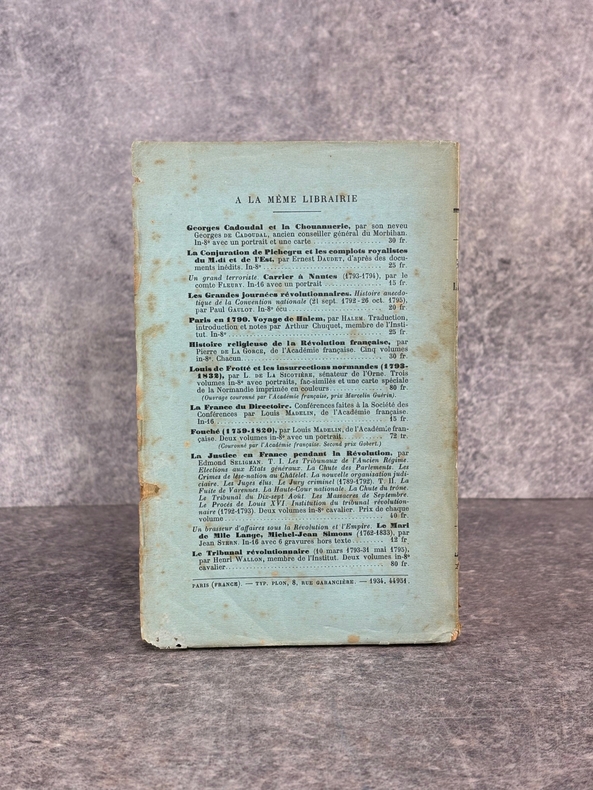 A LA MÊME LIBRAIRIE
Georges Cadoudal et la Chouannerie, par son neveu
Georges DE CADOUDAL, ancien conseiller général du Morbihan.
In-8° avec un portrait et une carte .......... 30 fr.
La Conjuration de Pichegru et les complots royalistes
du M.di et de l'Est, par Ernest DAUDET, d'après des docu-
ments inédits. In-8° .......... 25 fr.
Un grand terroriste Carrier à Nantes (1793-1794), par le
comte FLEURY. In-16 avec un portrait .......... 15 fr.
Les Grandes journées révolutionnaires. Histoire anecdo-
tique de la Convention nationale (21 sept. 1792-26 oct. 1795),
par Paul GAULOT. In-8° écu .......... 20 fr.
Paris en 1790. Voyage de Halem, par HALEM. Traduction,
introduction et notes par Arthur Chuquet, membre de l'Insti-
tut. In-8° .......... 25 fr.
Histoire religieuse de la Révolution française, par
Pierre DE LA GORCE, de l'Académie française. Cinq volumes
in-8°. Chacun .......... 30 fr.
Louis de Frotté et les insurrections normandes (1793-
1832), par L. DE LA SICOTIÈRE, sénateur de l'Orne. Trois
volumes in-8° avec portraits, fac-similés et une carte spéciale
de la Normandie imprimée en couleurs .......... 80 fr.
(Ouvrage couronné par l'Académie française, prix Marcelin Guérin).
La France du Directoire. Conférences faites à la Société des
Conférences par Louis MADELIN, de l'Académie française.
In-16 .......... 15 fr.
Fouché (1759-1820), par Louis MADELIN, de l'Académie fran-
çaise. Deux volumes in-8° avec un portrait .......... 72 fr.
(Couronné par l'Académie française. Second prix Gobert.)
La Justice en France pendant la Révolution, par
Edmond SELIGMAN. T. I. Les Tribunaux de l'Ancien Régime.
Elections aux Etats généraux. La Chute des Parlements. Les
Crimes de lèse-nation au Châtelet. La nouvelle organisation judi-
ciaire. Les Juges élus. Le Jury criminel (1789-1792). T. II. La
Fuite de Varennes. La Haute-Cour nationale. La Chute du trône.
Le Tribunal du Dix-sept Août. Les Massacres de Septembre.
Le Procès de Louis XVI. Institution du tribunal révolution-
naire (1792-1793). Deux volumes in-8° cavalier. Prix de chaque
volume .......... 40 fr.
Un brasseur d'affaires sous la Révolution et l'Empire. Le Mari
de Mlle Lange, Michel-Jean Simons (1762-1833), par
Jean STERN. In-16 avec 6 gravures hors texte .......... 12 fr.
Le Tribunal révolutionnaire (10 mars 1793-31 mai 1795),
par Henri WALLON, membre de l'Institut. Deux volumes in-8°
cavalier .......... 80 fr.
PARIS (FRANCE). — TYP. PLON, 8, RUE GARANCIÈRE. — 1934. 44951.